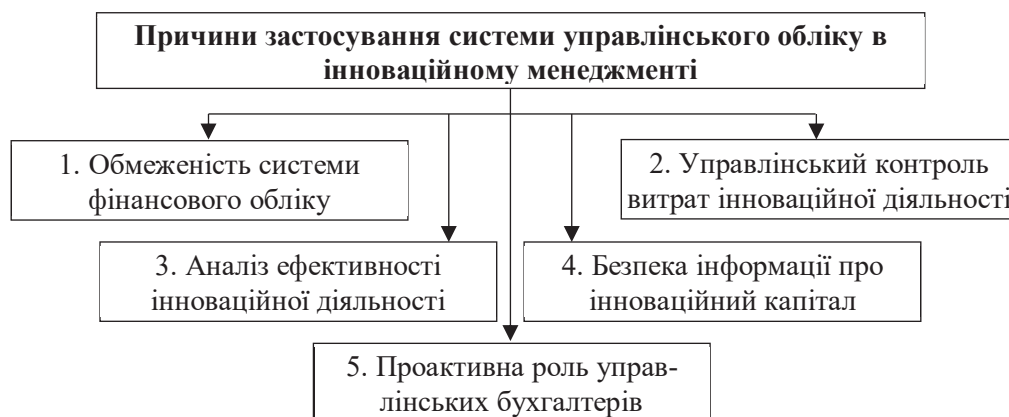 Причини застосування системи управлінського обліку в
інноваційному менеджменті
1. Обмеженість системи
фінансового обліку
2. Управлінський контроль
витрат інноваційної діяльності
3. Аналіз ефективності
інноваційної діяльності
4. Безпека інформації про
інноваційний капітал
5. Проактивна роль управ-
лінських бухгалтерів